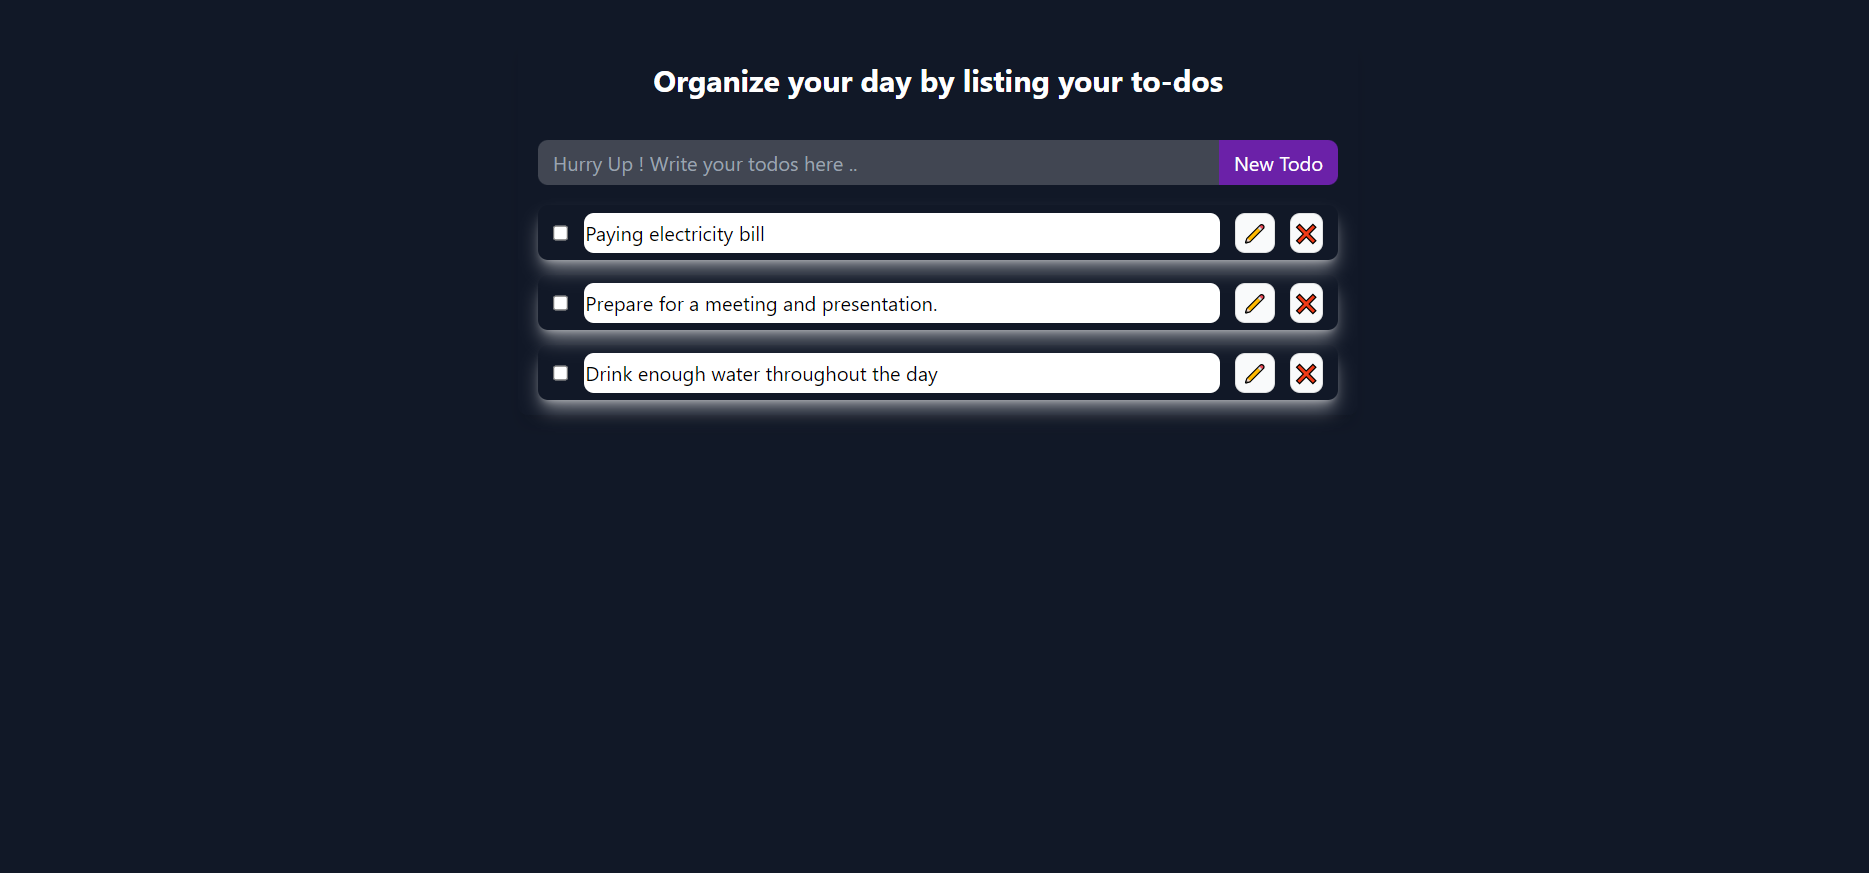 Organize your day by listing your to-dos
Hurry Up ! Write your todos here ..
New Todo
Paying electricity bill
Prepare for a meeting and presentation.
Drink enough water throughout the day